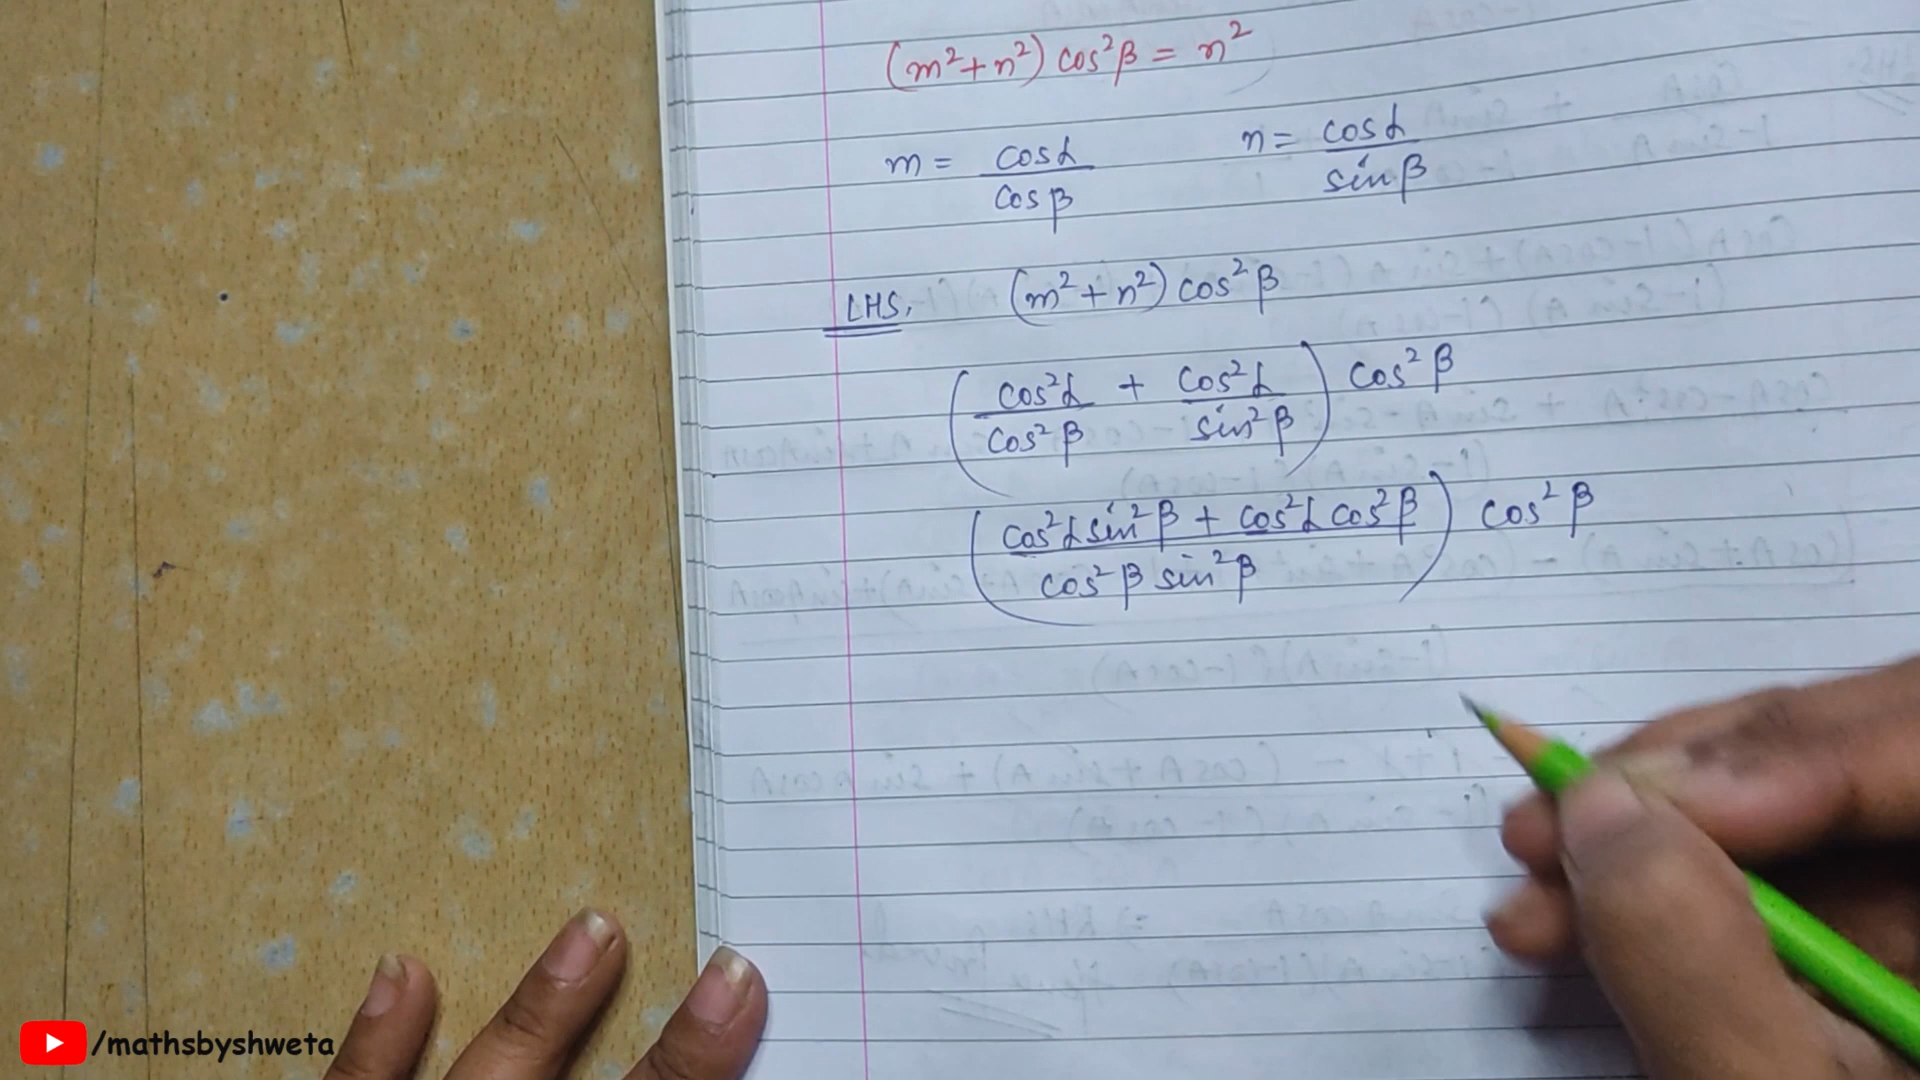 (m²+n²) cos²β = n²
m = cosα/cosβ n = cosα/sinβ
LHS, (m²+n²) cos²β
(cos²α/cos²β + cos²α/sin²β) cos²β
(cos²α sin²β + cos²α cos²β / cos²β sin²β) cos²β
/mathsbyshweta